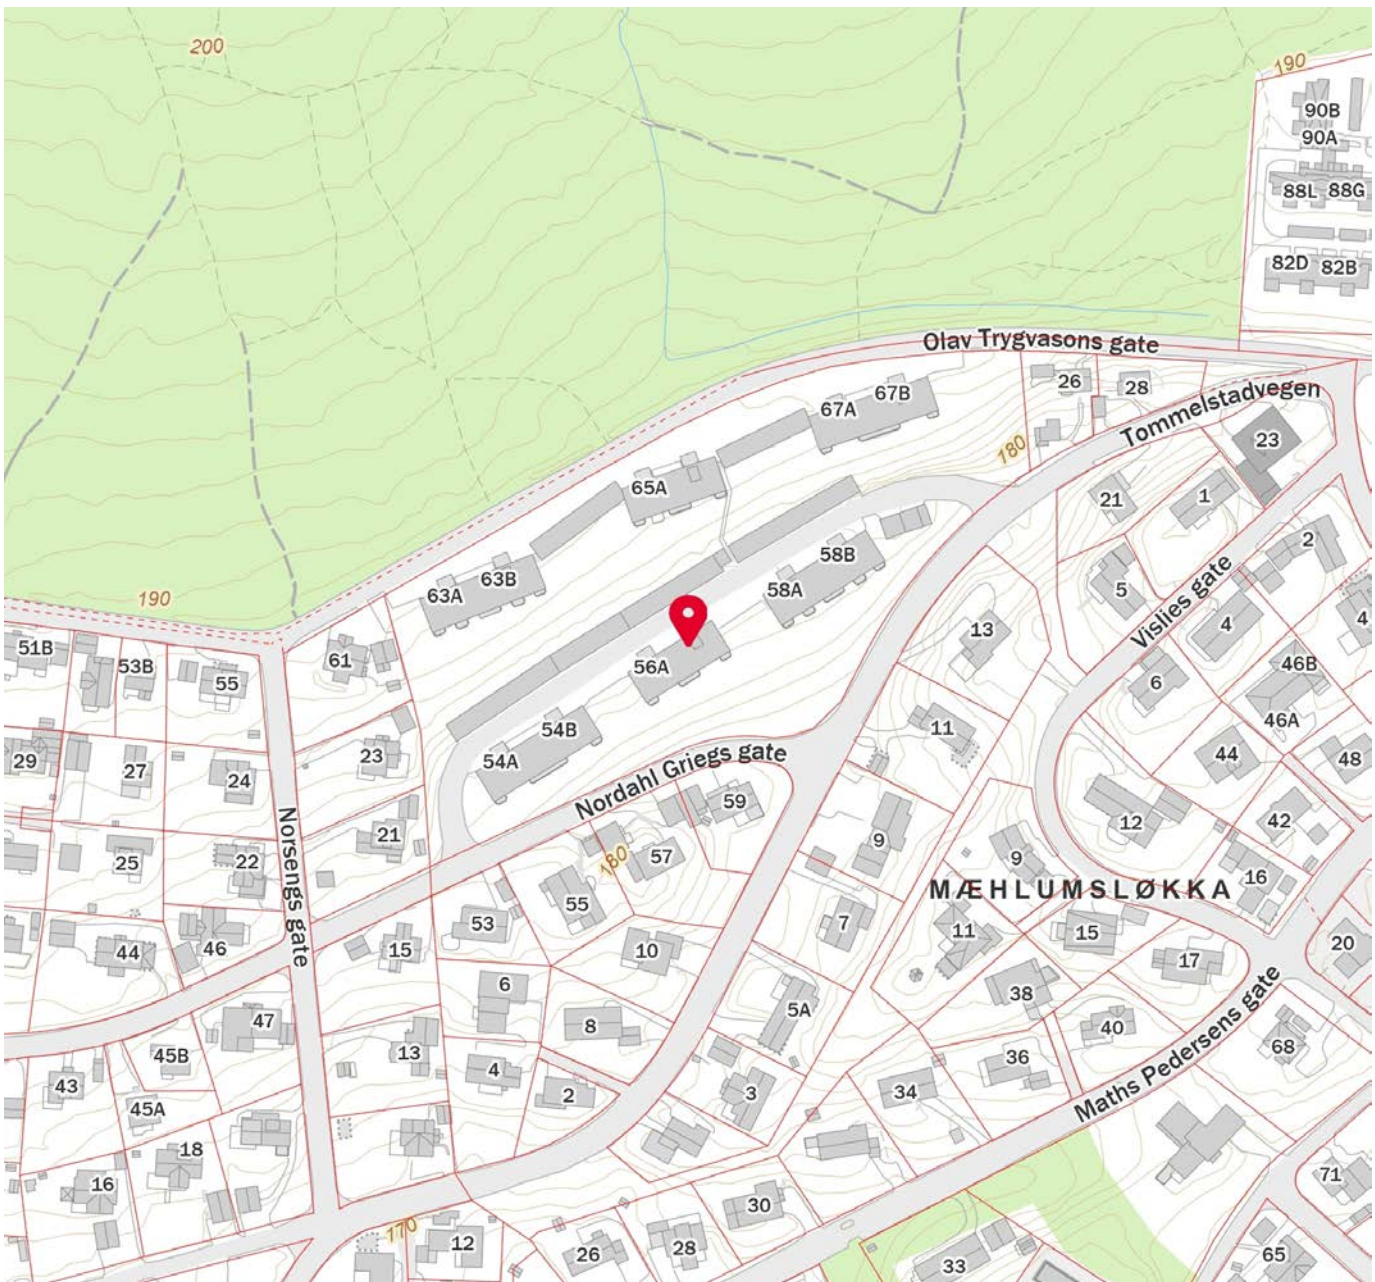 200
190
90B
90A
88L 88G
82D 82B
Olav Trygvasons gate
26
28
67B
67A
Tommelstadvegen
180
23
65A
21
1
2
58B
63B
63A
58A
5
190
Vislies gate
4
4
13
51B
53B
61
56A
46B
55
6
46A
54B
11
23
54A
44
48
29
27
24
Nordahl Griegs gate
59
12
42
21
9
25
22
180
57
9
16
55
MÆHLUMSLØKKA
Norsengs gate
53
7
11
15
20
44
46
15
10
17
6
38
47
8
5A
40
Maths Pedersens gate
68
45B
13
4
36
43
2
3
34
45A
18
71
16
30
170
12
26
28
65
33